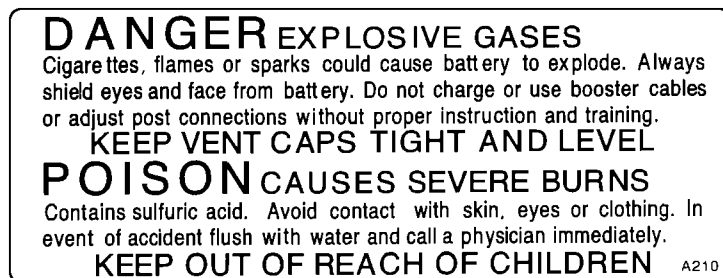 DANGER EXPLOSIVE GASES
Cigarettes, flames or sparks could cause battery to explode. Always
shield eyes and face from battery. Do not charge or use booster cables
or adjust post connections without proper instruction and training.
KEEP VENT CAPS TIGHT AND LEVEL
POISON CAUSES SEVERE BURNS
Contains sulfuric acid. Avoid contact with skin, eyes or clothing. In
event of accident flush with water and call a physician immediately.
KEEP OUT OF REACH OF CHILDREN A210